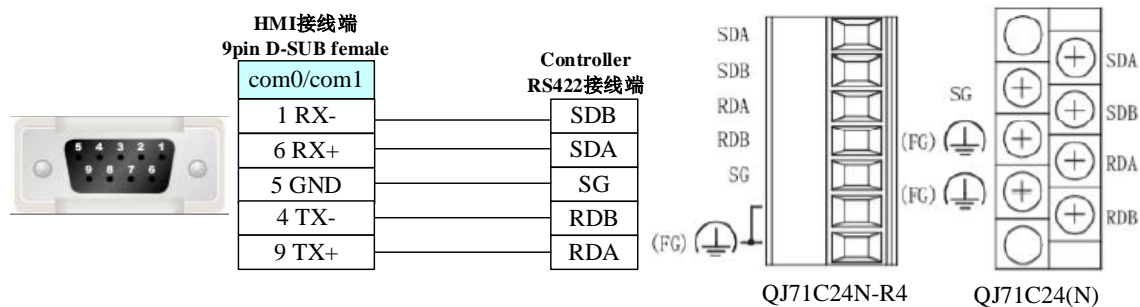 HMI接线端
9pin D-SUB female
com0/com1
1 RX-
6 RX+
5 GND
4 TX-
9 TX+
5 4 3 2 1
9 8 7 6
Controller
RS422接线端
SDB
SDA
SG
RDB
RDA
SDA
SDB
RDA
RDB
SG
(FG)
QJ71C24N-R4
SG
(FG)
(FG)
SDA
SDB
RDA
RDB
QJ71C24(N)